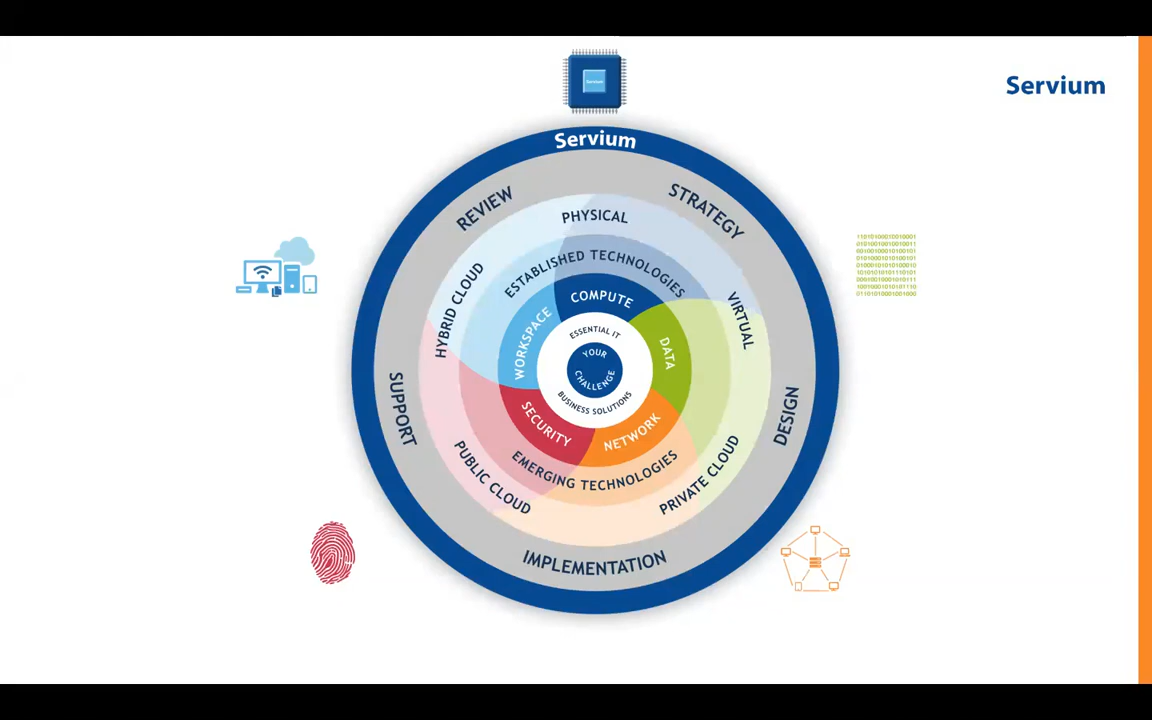 Servium
Servium
REVIEW
STRATEGY
DESIGN
IMPLEMENTATION
SUPPORT
PHYSICAL
VIRTUAL
PRIVATE CLOUD
PUBLIC CLOUD
HYBRID CLOUD
ESTABLISHED TECHNOLOGIES
EMERGING TECHNOLOGIES
COMPUTE
DATA
NETWORK
SECURITY
WORKSPACE
ESSENTIAL IT
BUSINESS SOLUTIONS
YOUR
CHALLENGE